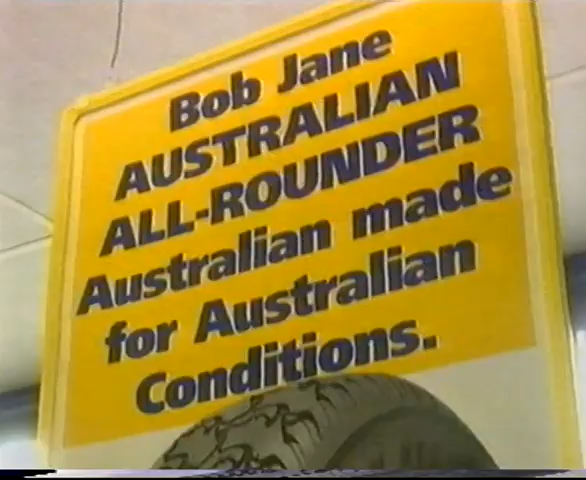 Bob Jane
AUSTRALIAN
ALL-ROUNDER
Australian made
for Australian
Conditions.